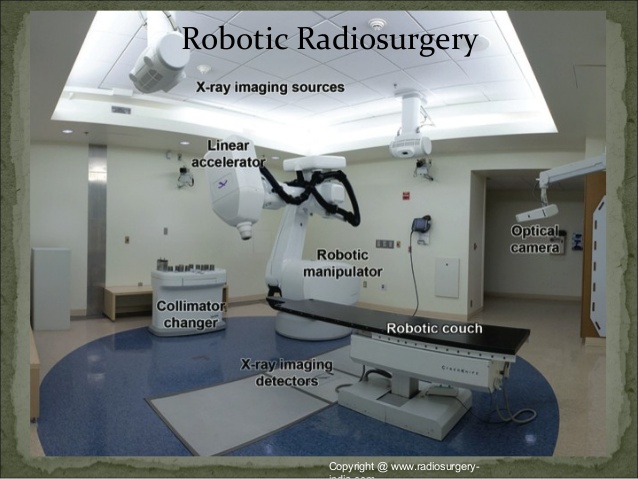 Robotic Radiosurgery
X-ray imaging sources
Linear
accelerator
Optical
camera
Robotic
manipulator
Collimator
changer
Robotic couch
X-ray imaging
detectors
CYBERKNIFE
Copyright @ www.radiosurgery-
india.com